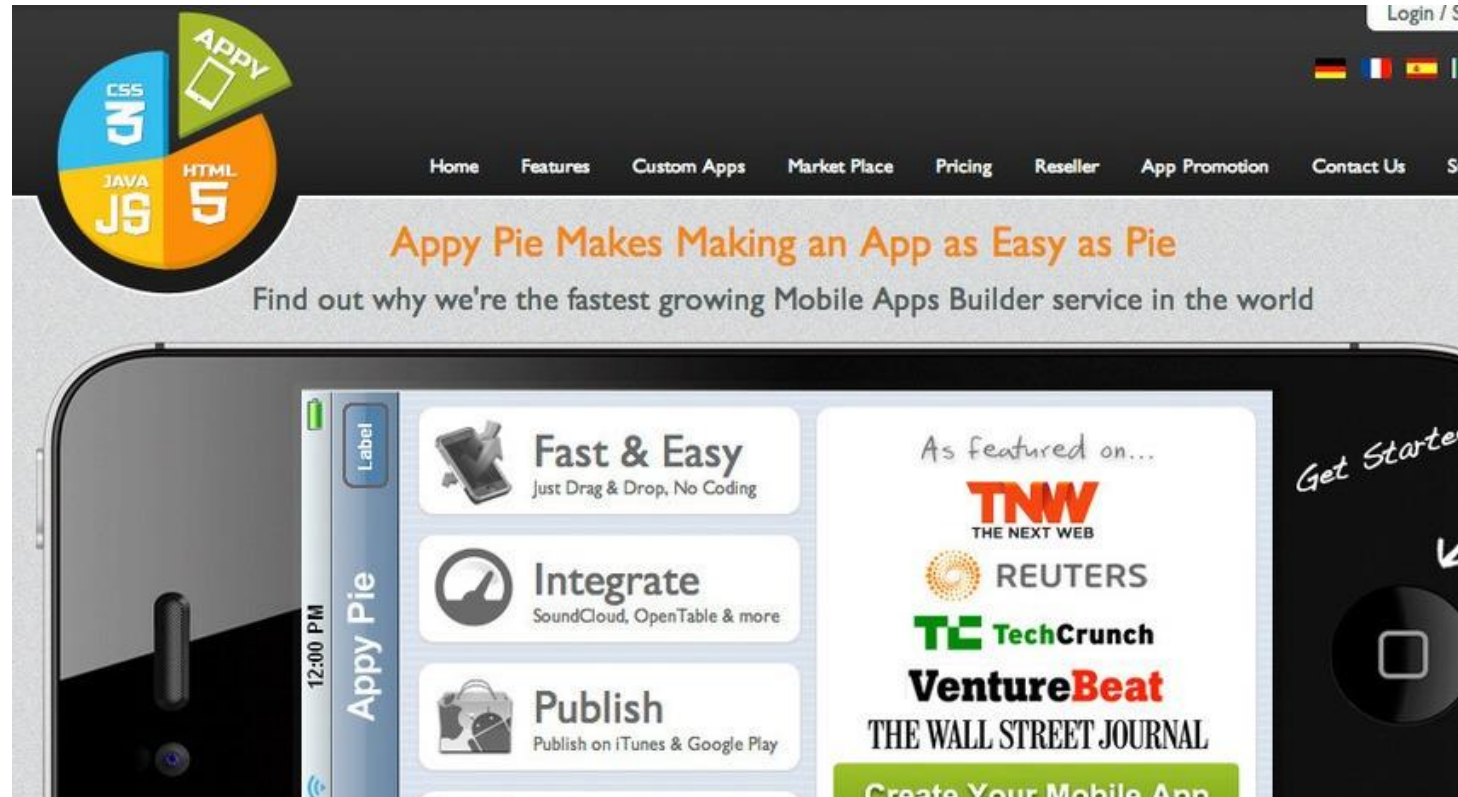 Login / S
APPY
CSS
3
JAVA
JS
HTML
5
Home Features Custom Apps Market Place Pricing Reseller App Promotion Contact Us
Appy Pie Makes Making an App as Easy as Pie
Find out why we're the fastest growing Mobile Apps Builder service in the world
12:00 PM
Label
Appy Pie
Fast & Easy
Just Drag & Drop, No Coding
Integrate
SoundCloud, OpenTable & more
Publish
Publish on iTunes & Google Play
As featured on...
TNW
THE NEXT WEB
REUTERS
TC TechCrunch
VentureBeat
THE WALL STREET JOURNAL
Create Your Mobile App
Get Starte